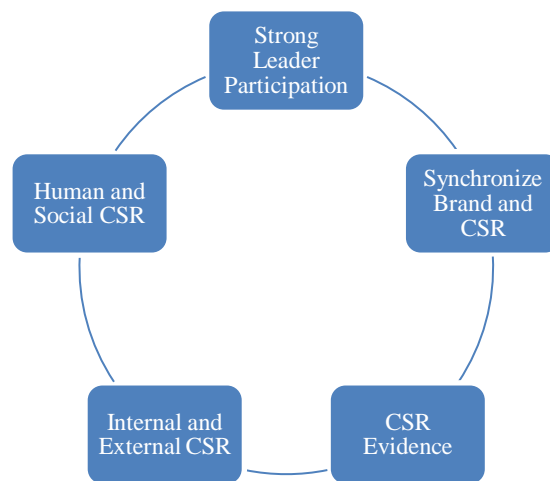 Strong
Leader
Participation
Synchronize
Brand and
CSR
CSR
Evidence
Internal and
External CSR
Human and
Social CSR